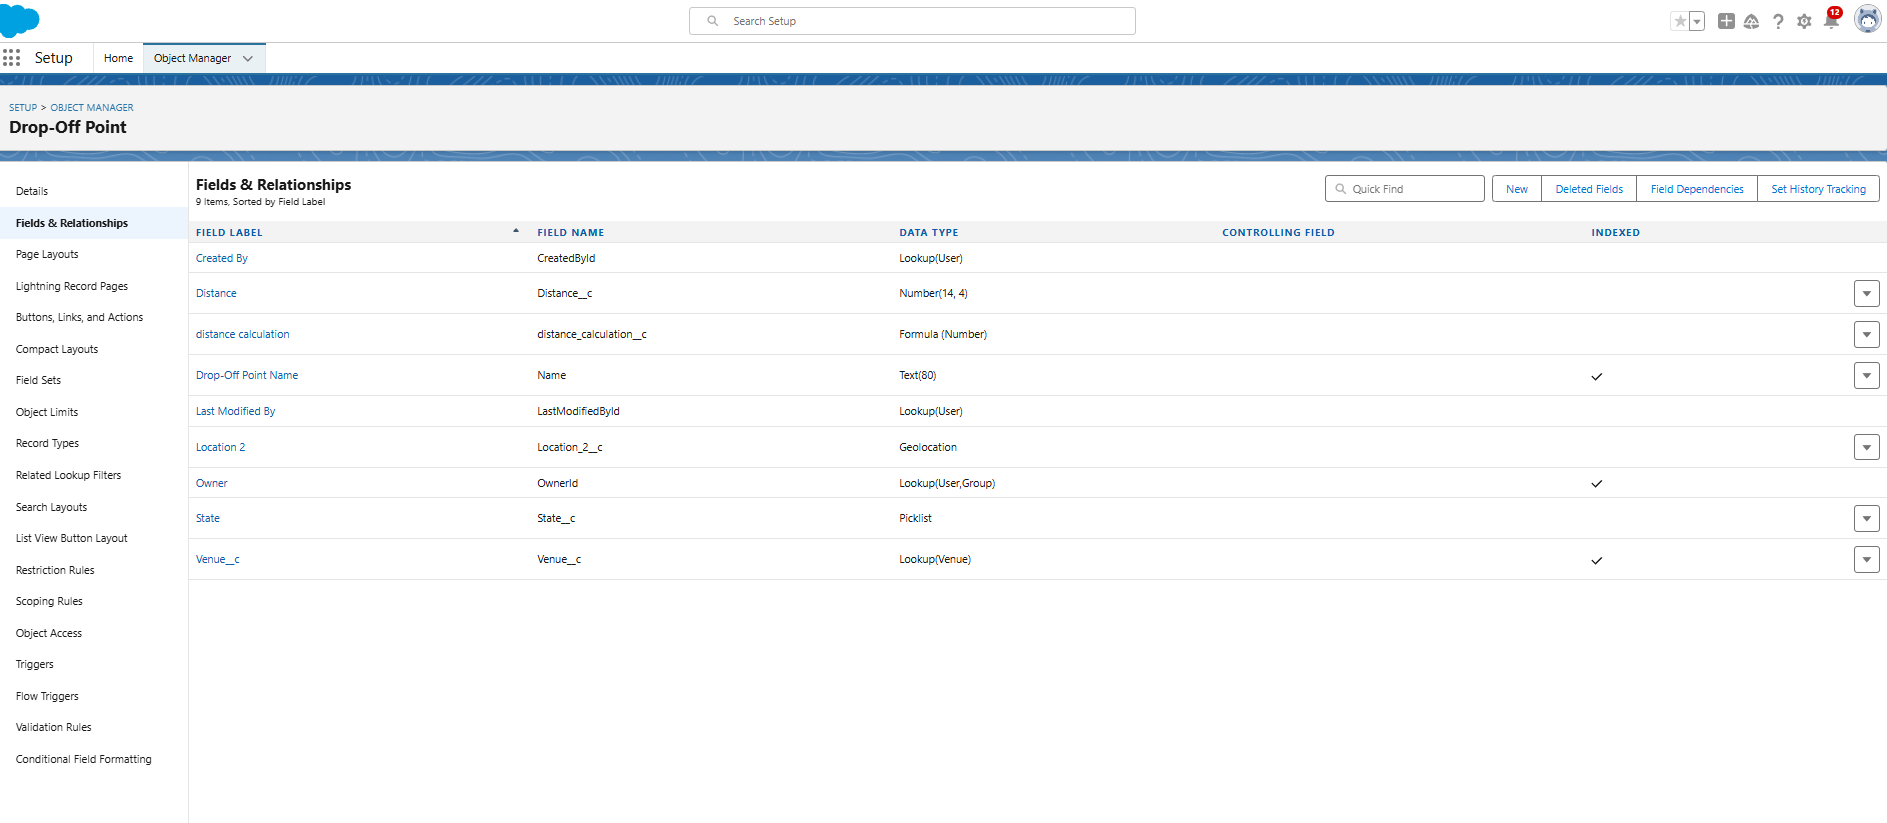 Search Setup
12
Setup
Home
Object Manager
SETUP > OBJECT MANAGER
Drop-Off Point
Details
Fields & Relationships
Page Layouts
Lightning Record Pages
Buttons, Links, and Actions
Compact Layouts
Field Sets
Object Limits
Record Types
Related Lookup Filters
Search Layouts
List View Button Layout
Restriction Rules
Scoping Rules
Object Access
Triggers
Flow Triggers
Validation Rules
Conditional Field Formatting
Fields & Relationships
9 Items, Sorted by Field Label
Quick Find
New
Deleted Fields
Field Dependencies
Set History Tracking
FIELD LABEL FIELD NAME DATA TYPE CONTROLLING FIELD INDEXED
Created By CreatedById Lookup(User)
Distance Distance__c Number(14, 4)
distance calculation distance_calculation__c Formula (Number)
Drop-Off Point Name Name Text(80)
Last Modified By LastModifiedById Lookup(User)
Location 2 Location_2__c Geolocation
Owner OwnerId Lookup(User,Group)
State State__c Picklist
Venue__c Venue__c Lookup(Venue)